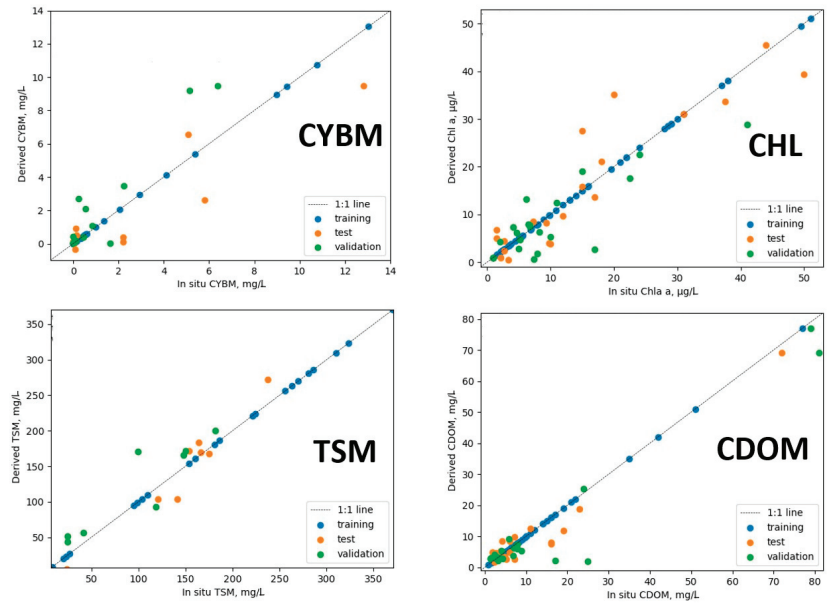 Derived CYBM, mg/L
14
12
10
8
6
4
2
0
CYBM
1:1 line
training
test
validation
0 2 4 6 8 10 12 14
In situ CYBM, mg/L
Derived Chl a, µg/L
50
40
30
20
10
0
CHL
1:1 line
training
test
validation
0 10 20 30 40 50
In situ Chla a, µg/L
Derived TSM, mg/L
350
300
250
200
150
100
50
TSM
1:1 line
training
test
validation
50 100 150 200 250 300 350
In situ TSM, mg/L
Derived CDOM, mg/L
80
70
60
50
40
30
20
10
0
CDOM
1:1 line
training
test
validation
0 10 20 30 40 50 60 70 80
In situ CDOM, mg/L